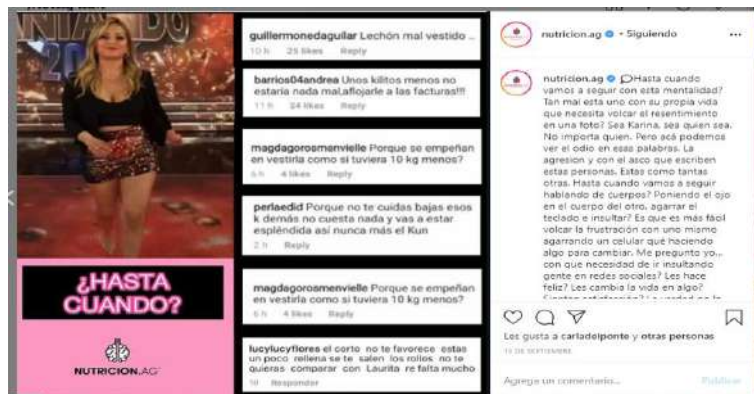 ¿HASTA
CUANDO?
NUTRICION.AG
guillermonedaguilar Lechón mal vestido ..
10 h 25 likes Reply
barrios04andrea Unos kilitos menos no
estaría nada mal,aflojarle a las facturas!!!
11 h 24 likes Reply
magdagorosmenvielle Porque se empeñan
en vestirla como si tuviera 10 kg menos?
6 h 4 likes Reply
perlaedid Porque no te cuidas bajas esos
k demás no cuesta nada y vas a estar
espléndida así nunca más el Kun
2 h Reply
magdagorosmenvielle Porque se empeñan
en vestirla como si tuviera 10 kg menos?
6 h 4 likes Reply
lucylucyflores el corto no te favorece estas
un poco rellena se te salen los rollos no te
quieras comparar con Laurita re falta mucho
Responder
nutricion.ag • Siguiendo
nutricion.ag Hasta cuando
vamos a seguir con esta mentalidad?
Tan mal esta uno con su propia vida
que necesita volcar el resentimiento
en una foto? Sea Karina, sea quien sea.
No importa quien. Pero acá podemos
ver el odio en esas palabras. La
agresion y con el asco que escriben
estas personas. Estas como tantas
otras. Hasta cuando vamos a seguir
hablando de cuerpos? Poniendo el ojo
en el cuerpo del otro, agarrar el
teclado e insultar? Es que es más fácil
volcar la frustración con uno mismo
agarrando un celular qué haciendo
algo para cambiar. Me pregunto yo...
con que necesidad de ir insultando
gente en redes sociales? Les hace
feliz? Les cambia la vida en algo?
Les gusta a carladelponte y otras personas
DE SEPTIEMBRE
Agrega un comentario... Publicar